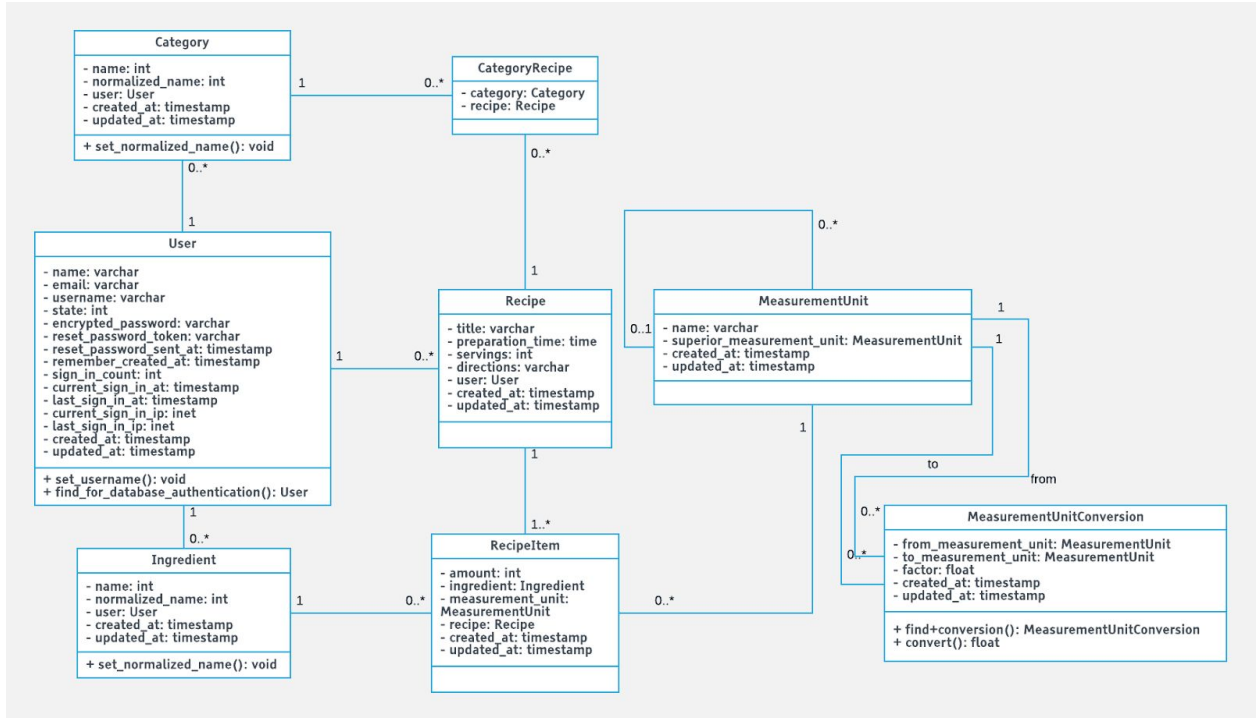 Category
- name: int
- normalized_name: int
- user: User
- created_at: timestamp
- updated_at: timestamp
+ set_normalized_name(): void
1
0..*
CategoryRecipe
- category: Category
- recipe: Recipe
0..*
1
0..*
1
User
- name: varchar
- email: varchar
- username: varchar
- state: int
- encrypted_password: varchar
- reset_password_token: varchar
- reset_password_sent_at: timestamp
- remember_created_at: timestamp
- sign_in_count: int
- current_sign_in_at: timestamp
- last_sign_in_at: timestamp
- current_sign_in_ip: inet
- last_sign_in_ip: inet
- created_at: timestamp
- updated_at: timestamp
+ set_username(): void
+ find_for_database_authentication(): User
1
0..*
Recipe
- title: varchar
- preparation_time: time
- servings: int
- directions: varchar
- user: User
- created_at: timestamp
- updated_at: timestamp
1
1..*
0..*
0..1
MeasurementUnit
- name: varchar
- superior_measurement_unit: MeasurementUnit
- created_at: timestamp
- updated_at: timestamp
1
1
1
to
from
0..*
0..*
MeasurementUnitConversion
- from_measurement_unit: MeasurementUnit
- to_measurement_unit: MeasurementUnit
- factor: float
- created_at: timestamp
- updated_at: timestamp
+ find+conversion(): MeasurementUnitConversion
+ convert(): float
1
0..*
Ingredient
- name: int
- normalized_name: int
- user: User
- created_at: timestamp
- updated_at: timestamp
+ set_normalized_name(): void
1
0..*
RecipeItem
- amount: int
- ingredient: Ingredient
- measurement_unit:
MeasurementUnit
- recipe: Recipe
- created_at: timestamp
- updated_at: timestamp
0..*